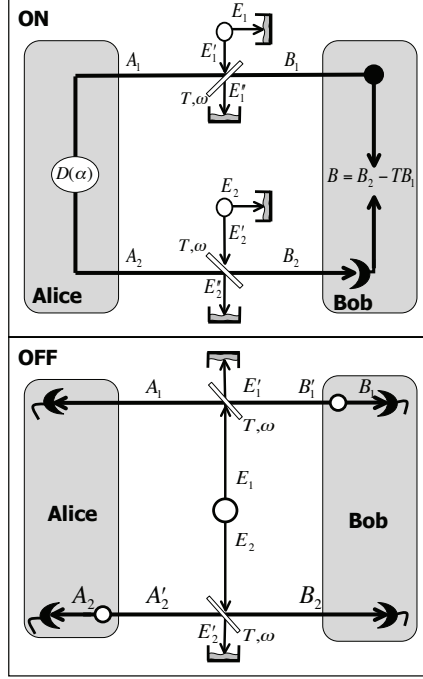 ON
E₁
A₁
E₁′
B₁
T,ω
E₁″
D(α)
E₂
B = B₂ − TB₁
T,ω
E₂′
A₂
B₂
E₂″
Alice
Bob
OFF
A₁
E₁′
B₁′
B₁
T,ω
Alice
E₁
Bob
E₂
A₂
A₂′
B₂
E₂′
T,ω